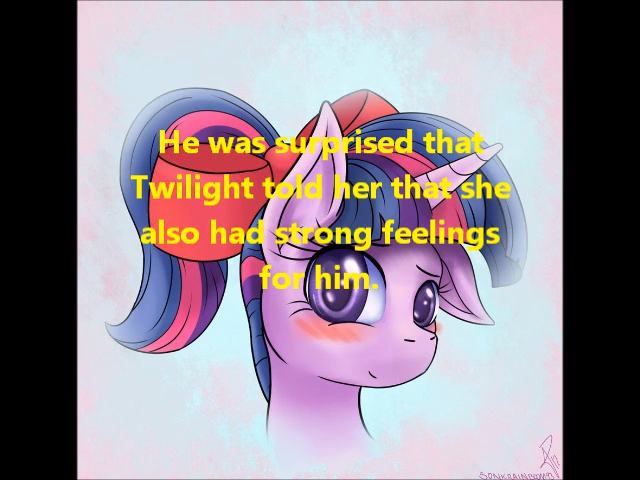 He was surprised that
Twilight told her that she
also had strong feelings
for him.